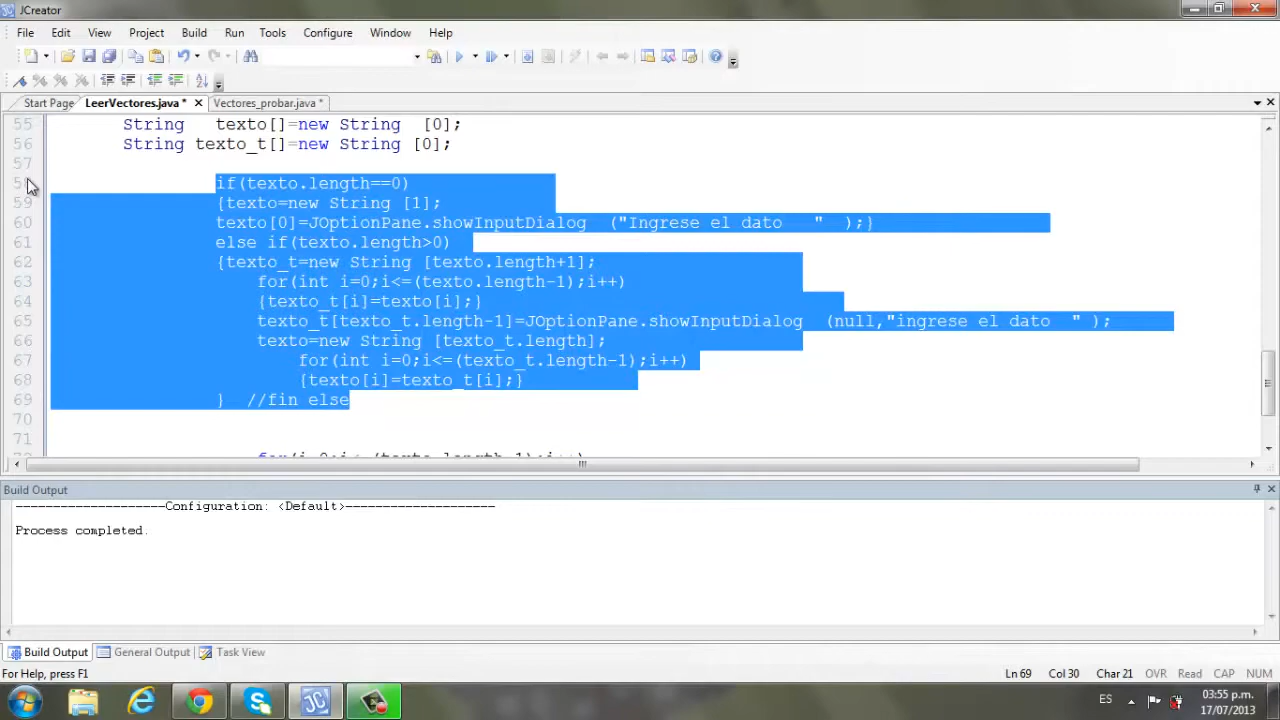 JCreator
File Edit View Project Build Run Tools Configure Window Help
Start Page LeerVectores.java * Vectores_probar.java *
55 String texto[]=new String [0];
56 String texto_t[]=new String [0];
57
58 if(texto.length==0)
59 {texto=new String [1];
60 texto[0]=JOptionPane.showInputDialog ("Ingrese el dato " );}
61 else if(texto.length>0)
62 {texto_t=new String [texto.length+1];
63 for(int i=0;i<=(texto.length-1);i++)
64 {texto_t[i]=texto[i];}
65 texto_t[texto_t.length-1]=JOptionPane.showInputDialog (null,"ingrese el dato " );
66 texto=new String [texto_t.length];
67 for(int i=0;i<=(texto_t.length-1);i++)
68 {texto[i]=texto_t[i];}
69 } //fin else
70
71
Build Output
--------------------Configuration: <Default>--------------------
Process completed.
Build Output General Output Task View
For Help, press F1 Ln 69 Col 30 Char 21 OVR Read CAP NUM
ES 03:55 p.m.
17/07/2013